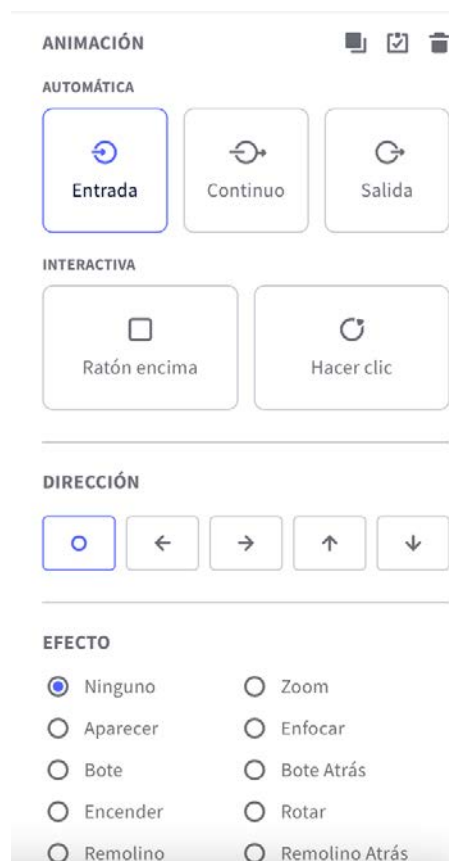 ANIMACIÓN
AUTOMÁTICA
Entrada
Continuo
Salida
INTERACTIVA
Ratón encima
Hacer clic
DIRECCIÓN
EFECTO
Ninguno
Zoom
Aparecer
Enfocar
Bote
Bote Atrás
Encender
Rotar
Remolino
Remolino Atrás